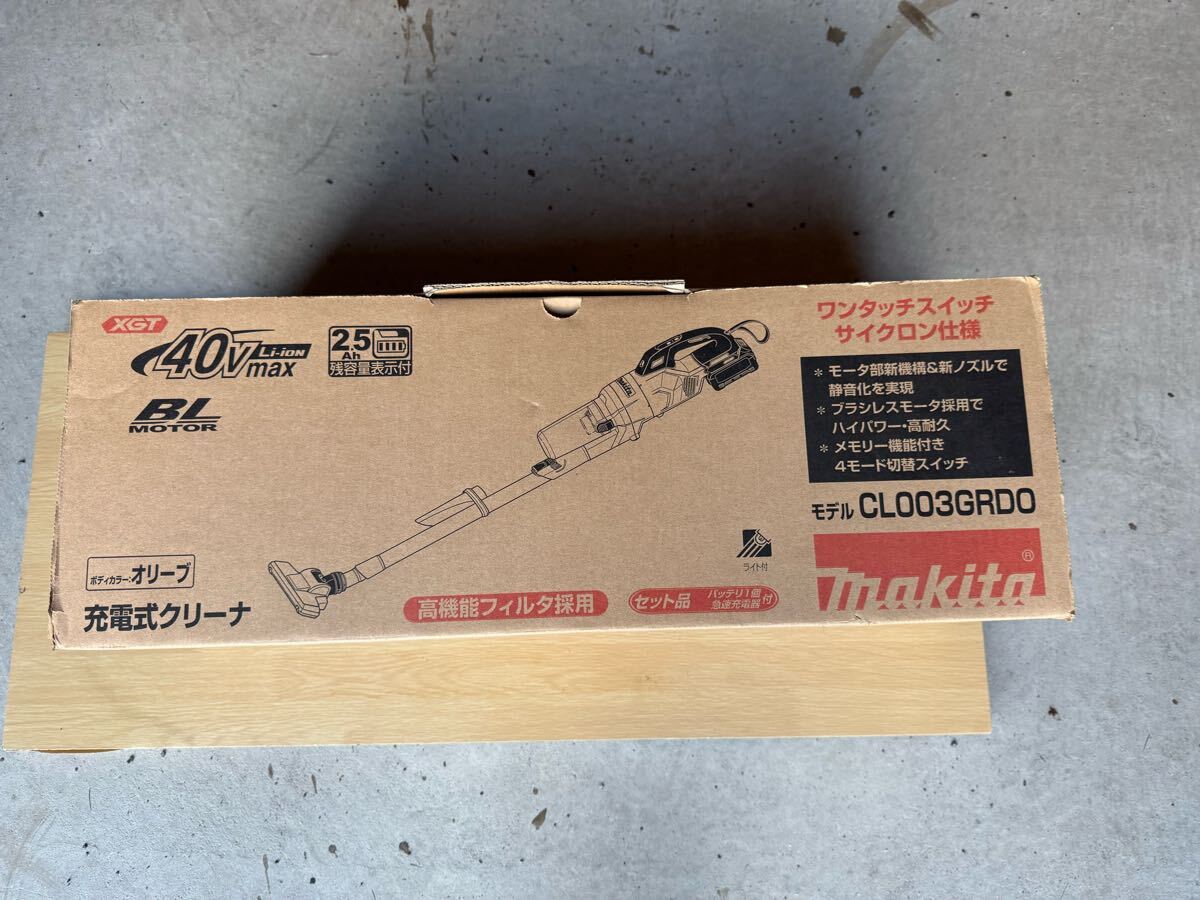 XGT
40Vmax Li-ion
BL
MOTOR
2.5
Ah
残容量表示付
makita
ワンタッチスイッチ
サイクロン仕様
* モータ部新機構&新ノズルで
静音化を実現
* ブラシレスモータ採用で
ハイパワー・高耐久
* メモリー機能付き
4モード切替スイッチ
モデル CL003GRDO
makita®
ライト付
ボディカラー:オリーブ
充電式クリーナ
高機能フィルタ採用
セット品 バッテリ1個
急速充電器付